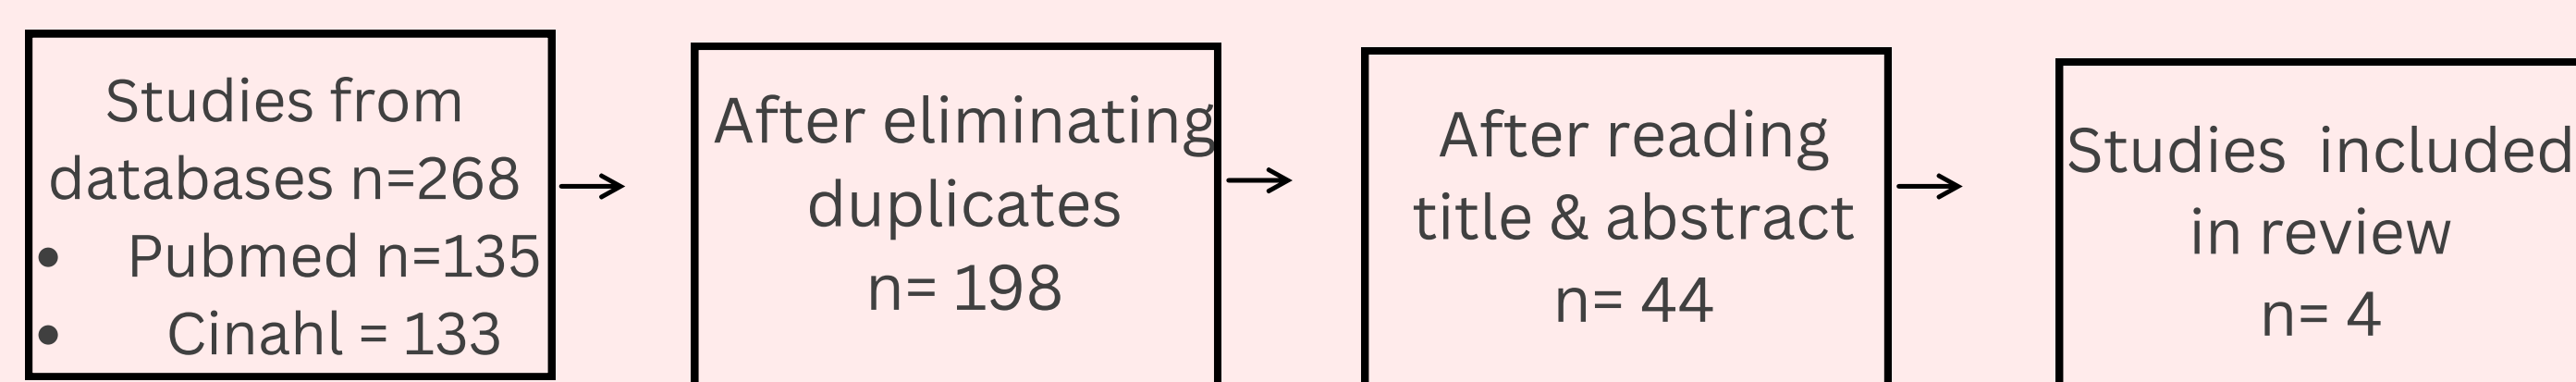 Studies from
databases n=268
• Pubmed n=135
• Cinahl = 133
After eliminating
duplicates
n= 198
After reading
title & abstract
n= 44
Studies included
in review
n= 4